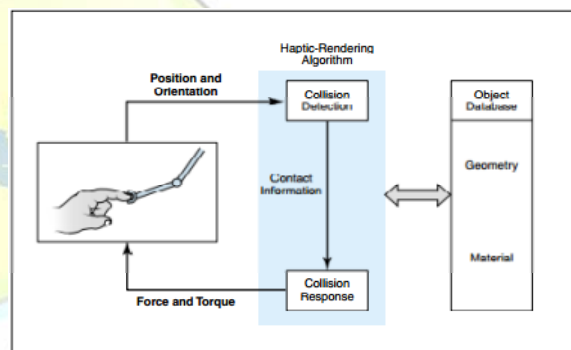 Haptic-Rendering
Algorithm
Position and
Orientation
Collision
Detection
Object
Database
Contact
Information
Geometry
Material
Collision
Response
Force and Torque